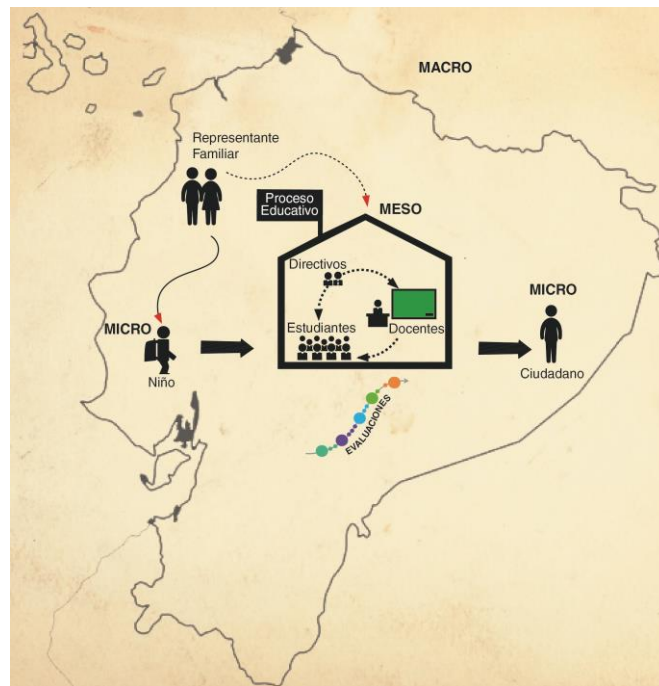 MACRO
Representante
Familiar
Proceso
Educativo
MESO
Directivos
MICRO
Estudiantes
Docentes
MICRO
Niño
Ciudadano
EVALUACIONES